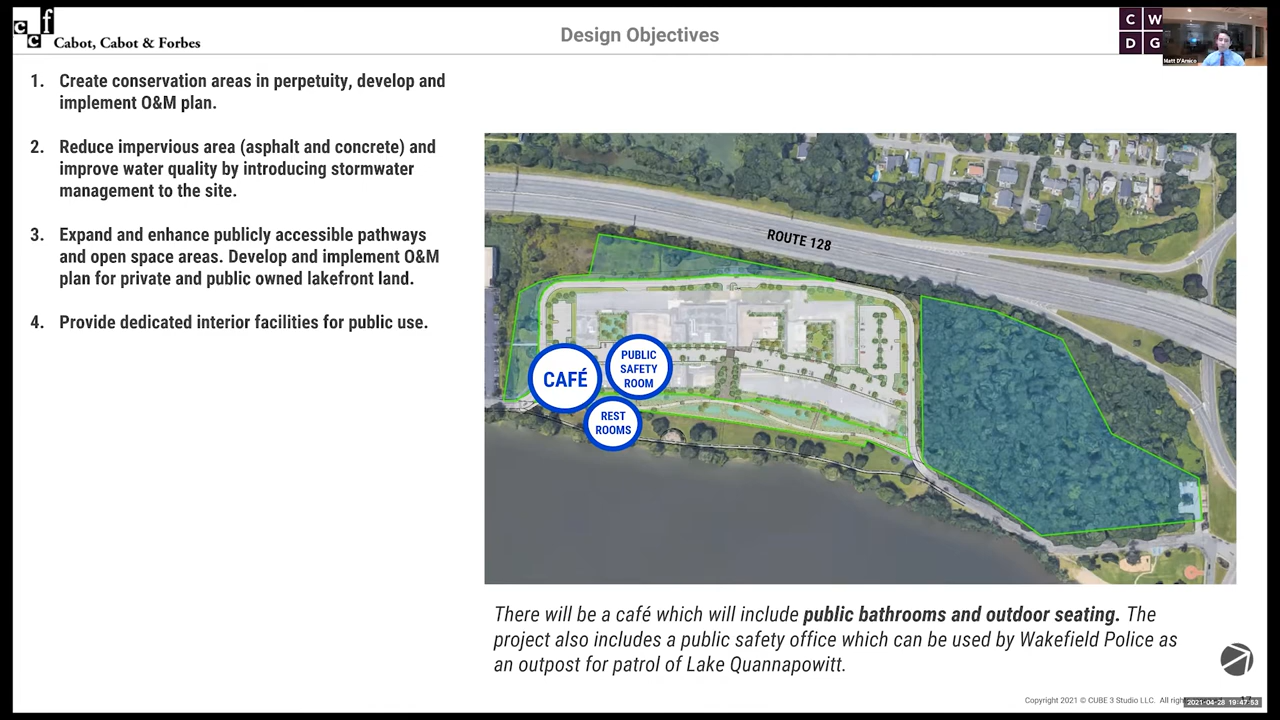 c c f
Cabot, Cabot & Forbes
Design Objectives
C W
D G
Matt D'Amico
1. Create conservation areas in perpetuity, develop and
implement O&M plan.
2. Reduce impervious area (asphalt and concrete) and
improve water quality by introducing stormwater
management to the site.
3. Expand and enhance publicly accessible pathways
and open space areas. Develop and implement O&M
plan for private and public owned lakefront land.
4. Provide dedicated interior facilities for public use.
ROUTE 128
CAFÉ
PUBLIC
SAFETY
ROOM
REST
ROOMS
There will be a café which will include public bathrooms and outdoor seating. The
project also includes a public safety office which can be used by Wakefield Police as
an outpost for patrol of Lake Quannapowitt.
Copyright 2021 © CUBE 3 Studio LLC. All
17
2021-04-28 19:47:53